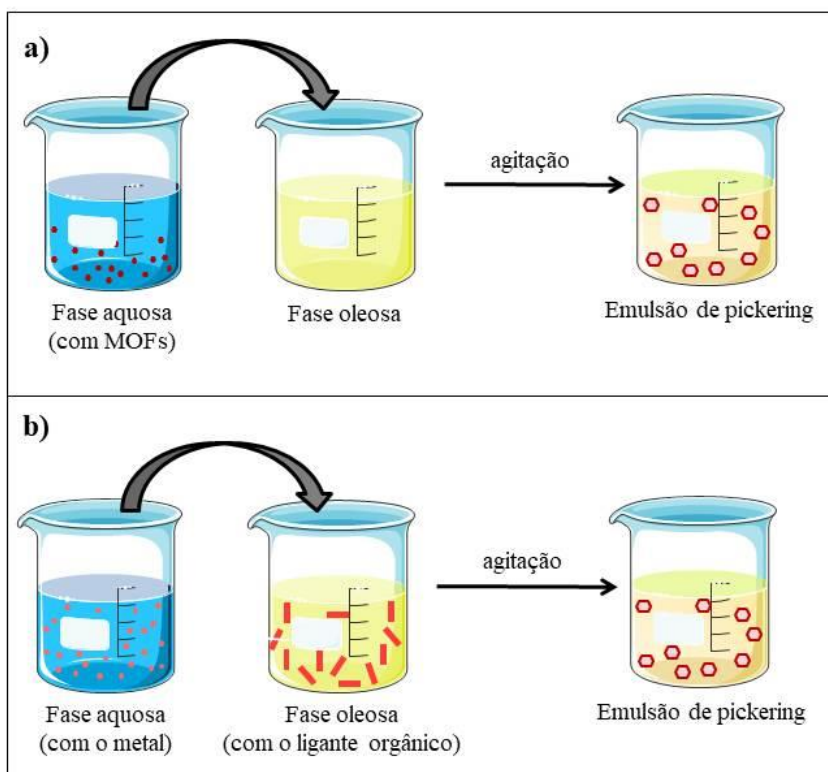 a)
agitação
Fase aquosa
(com MOFs)
Fase oleosa
Emulsão de pickering
b)
agitação
Fase aquosa
(com o metal)
Fase oleosa
(com o ligante orgânico)
Emulsão de pickering